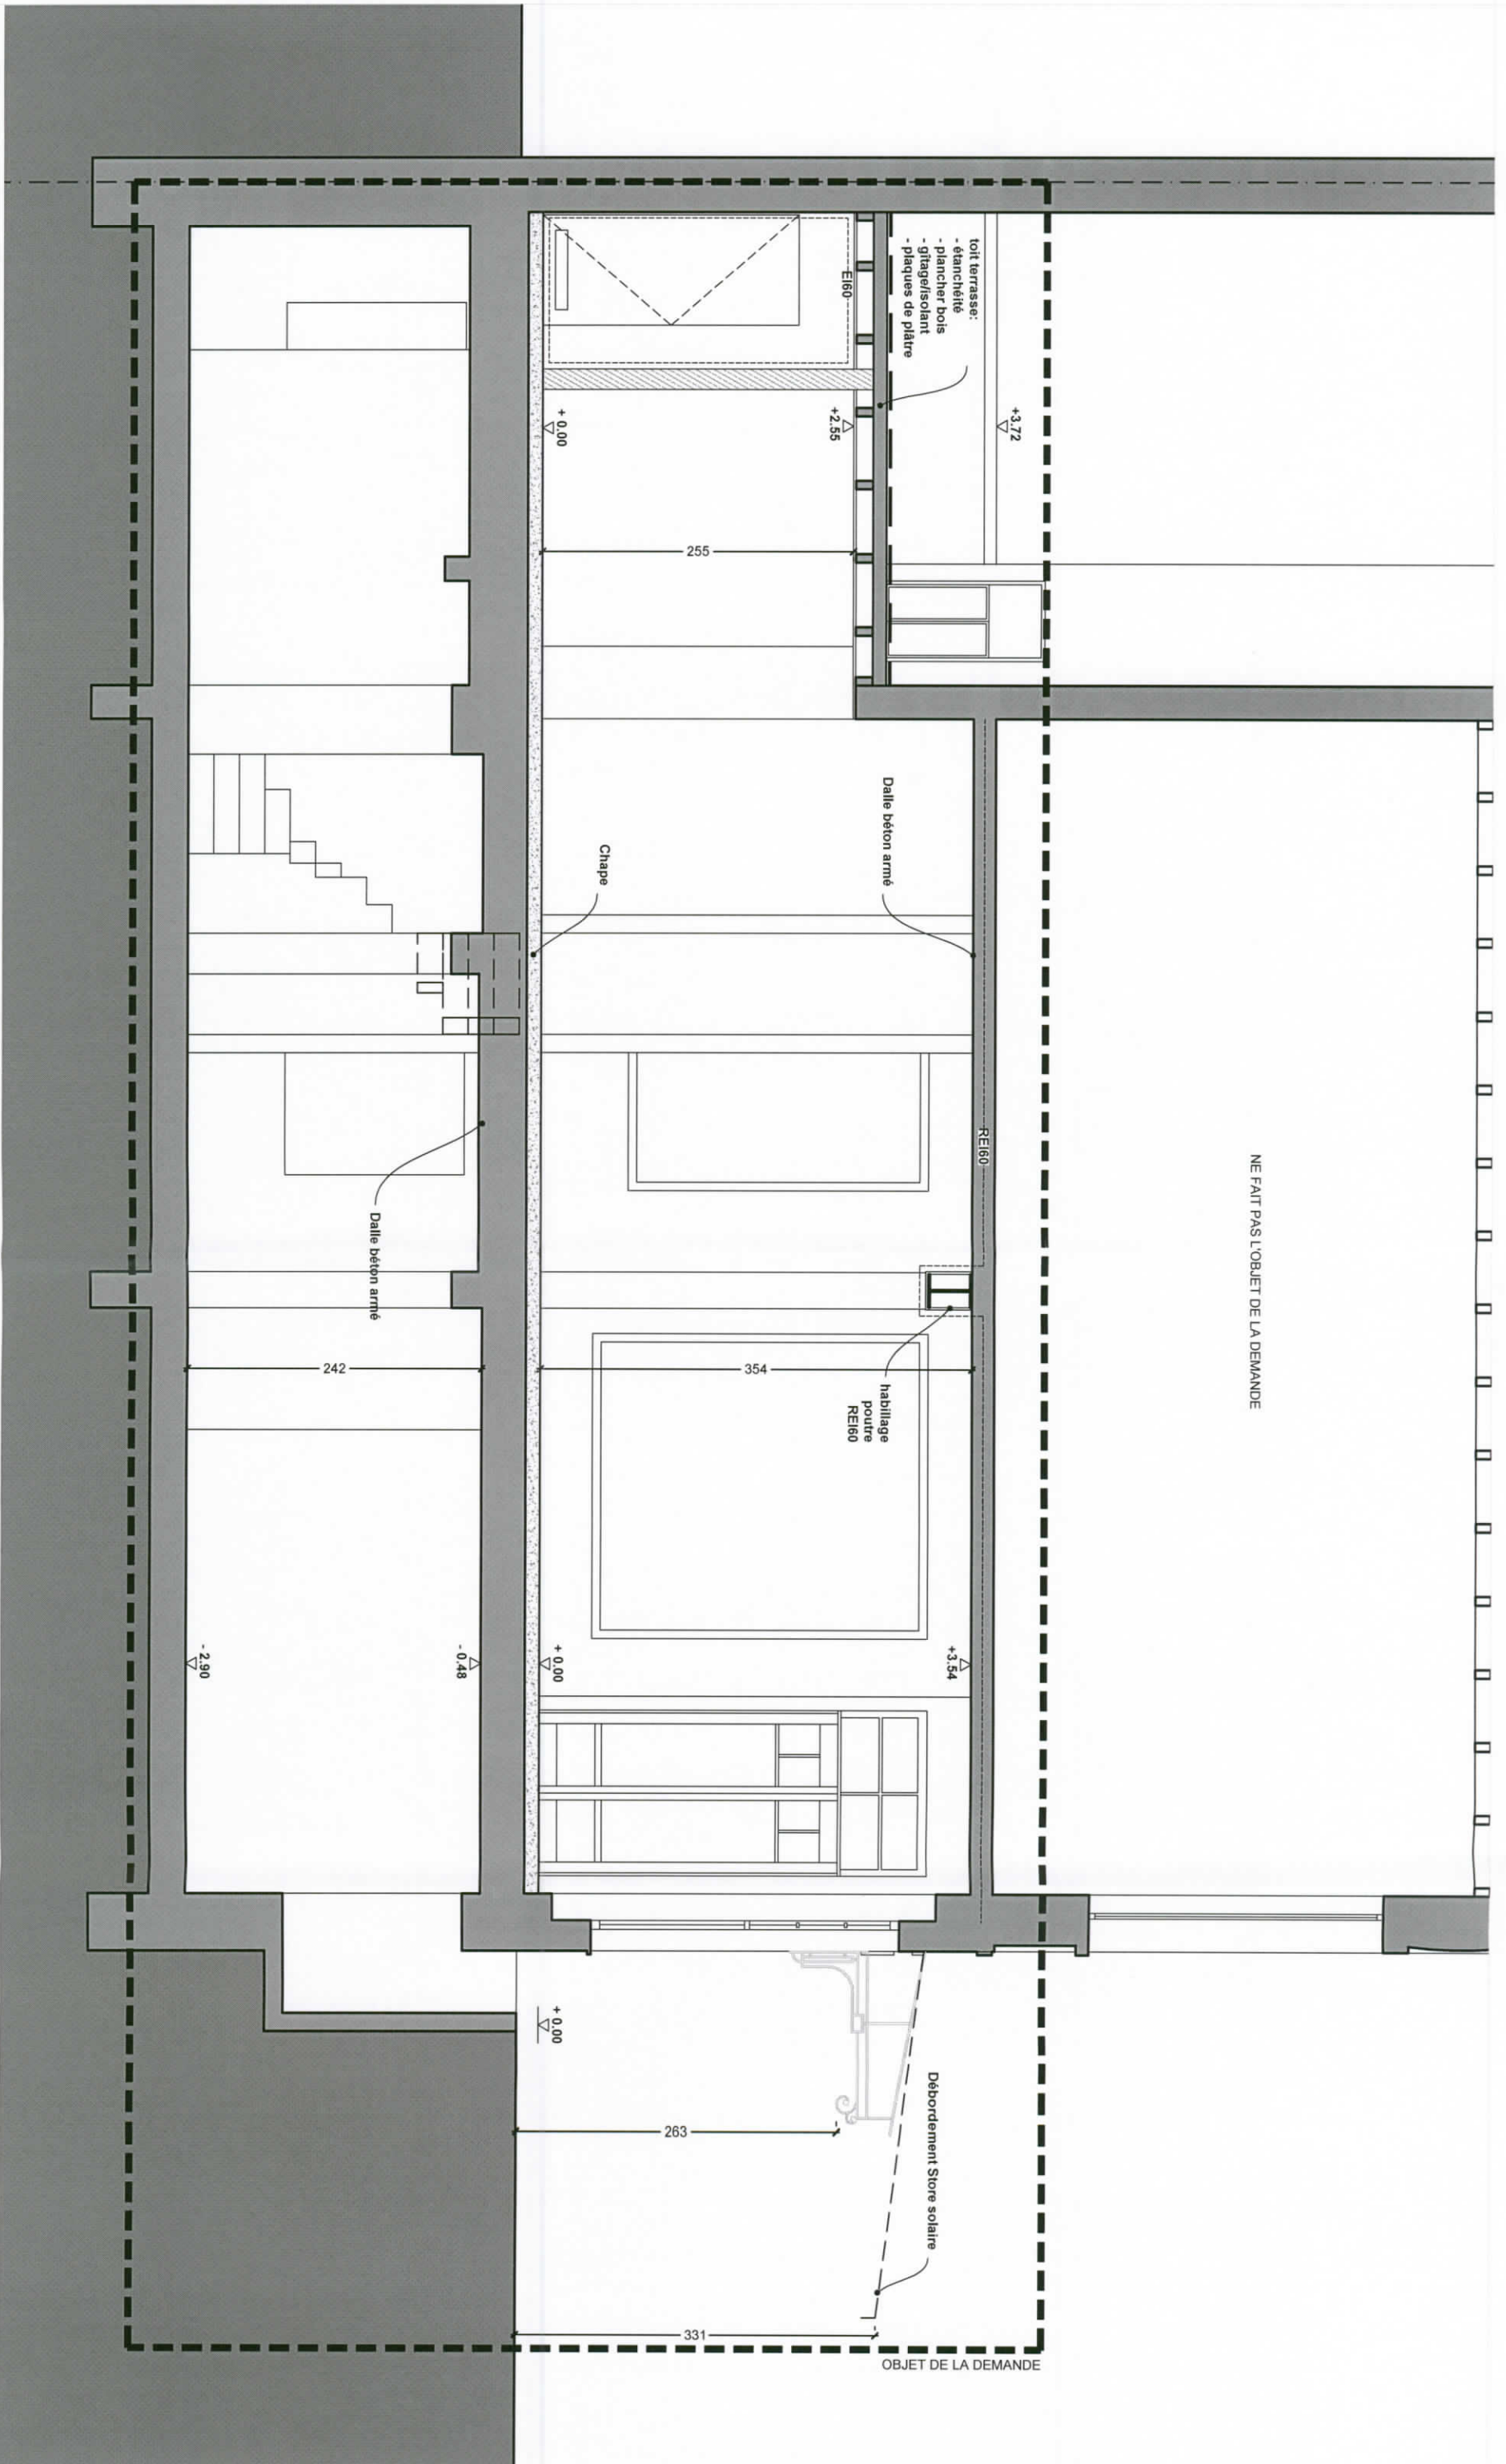 NE FAIT PAS L'OBJET DE LA DEMANDE
+3.72
toit terrasse:
- étanchéité
- plancher bois
- gîtage/isolant
- plaques de plâtre
EI60
+2.55
255
+ 0.00
Dalle béton armé
Chape
REI60
habillage
poutre
REI60
354
+3.54
+ 0.00
Dalle béton armé
242
- 0.48
- 2.90
+ 0.00
263
Débordement Store solaire
331
OBJET DE LA DEMANDE